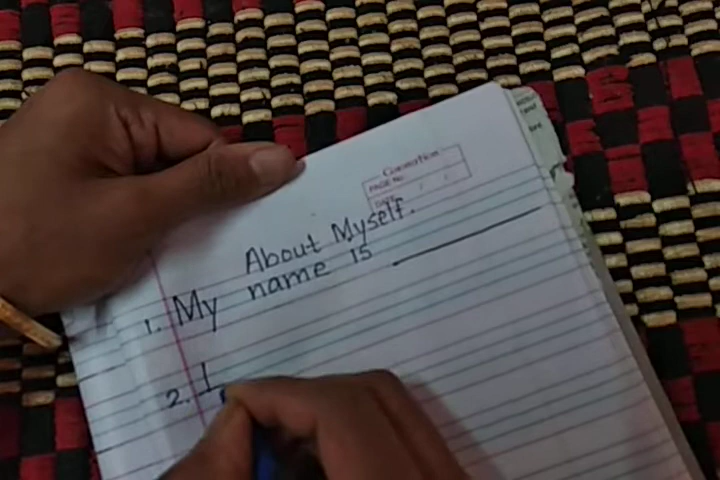 PAGE No.
DATE
About Myself.
1. My name is
2. I